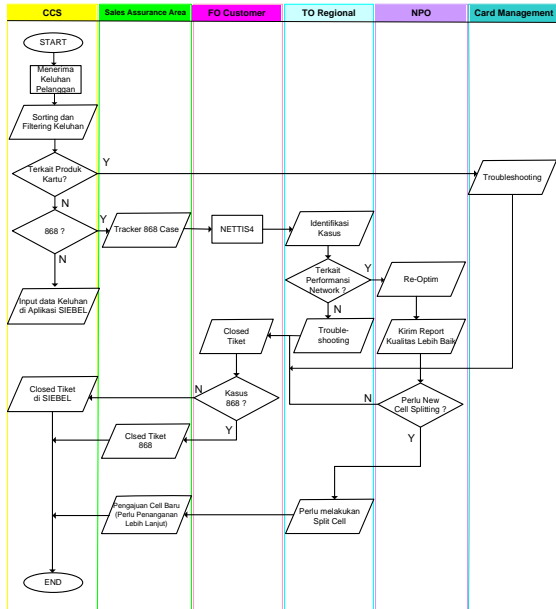 CCS
Sales Assurance Area
FO Customer
TO Regional
NPO
Card Management
START
Menerima
Keluhan
Pelanggan
Sorting dan
Filtering Keluhan
Terkait Produk
Kartu?
Y
Troubleshooting
N
868 ?
Y
Tracker 868 Case
NETTIS4
Identifikasi
Kasus
N
Terkait
Performansi
Network ?
Y
Re-Optim
Input data Keluhan
di Aplikasi SIEBEL
N
Closed
Tiket
Trouble-
shooting
Kirim Report
Kualitas Lebih Baik
Closed Tiket
di SIEBEL
N
Kasus
868 ?
N
Perlu New
Cell Splitting ?
Y
Clsed Tiket
868
Y
Pengajuan Cell Baru
(Perlu Penanganan
Lebih Lanjut)
Perlu melakukan
Split Cell
END